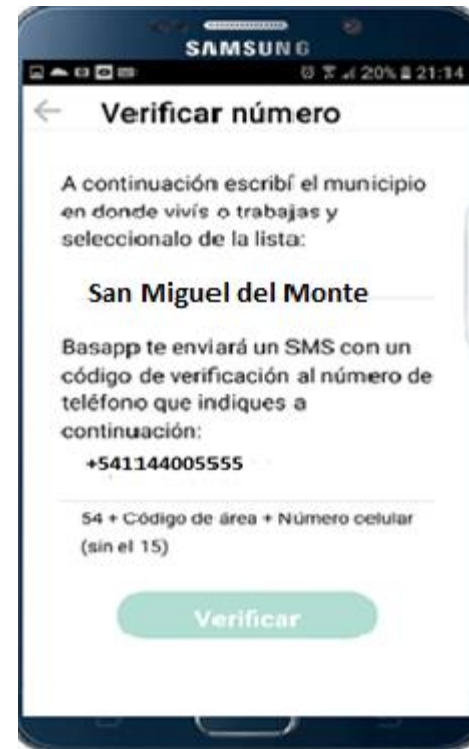 SAMSUNG
20% 21:14
Verificar número
A continuación escribí el municipio
en donde vivís o trabajas y
seleccionalo de la lista:
San Miguel del Monte
Basapp te enviará un SMS con un
código de verificación al número de
teléfono que indiques a
continuación:
+541144005555
54 + Código de área + Número celular
(sin el 15)
Verificar